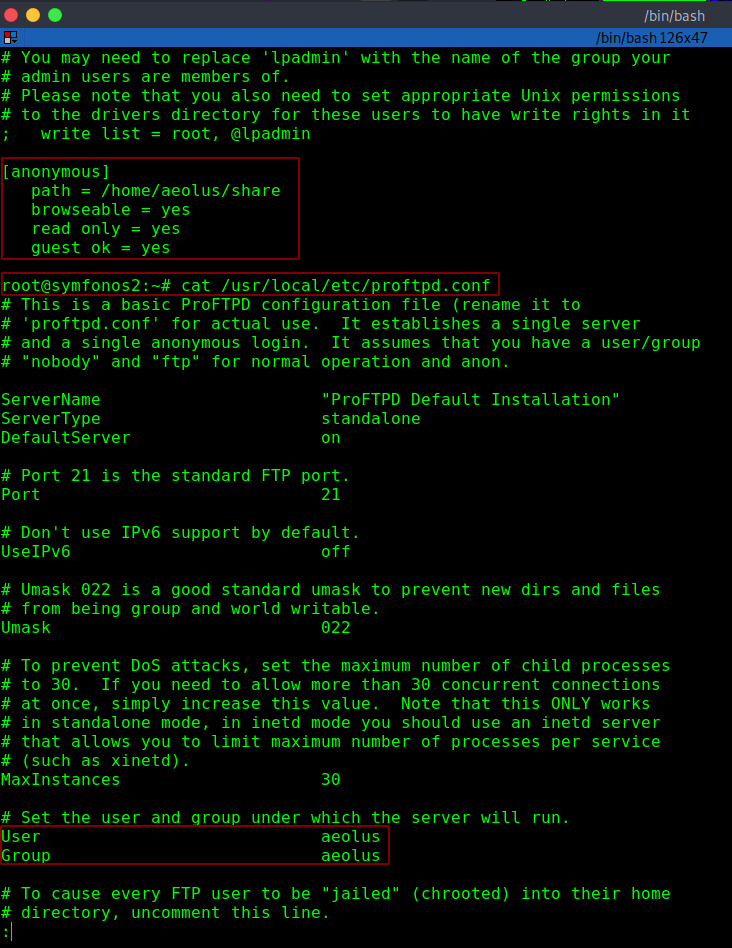 /bin/bash
/bin/bash 126x47
# You may need to replace 'lpadmin' with the name of the group your
# admin users are members of.
# Please note that you also need to set appropriate Unix permissions
# to the drivers directory for these users to have write rights in it
;   write list = root, @lpadmin
[anonymous]
   path = /home/aeolus/share
   browseable = yes
   read only = yes
   guest ok = yes
root@symfonos2:~# cat /usr/local/etc/proftpd.conf
# This is a basic ProFTPD configuration file (rename it to
# 'proftpd.conf' for actual use.  It establishes a single server
# and a single anonymous login.  It assumes that you have a user/group
# "nobody" and "ftp" for normal operation and anon.
ServerName                      "ProFTPD Default Installation"
ServerType                      standalone
DefaultServer                   on
# Port 21 is the standard FTP port.
Port                            21
# Don't use IPv6 support by default.
UseIPv6                         off
# Umask 022 is a good standard umask to prevent new dirs and files
# from being group and world writable.
Umask                           022
# To prevent DoS attacks, set the maximum number of child processes
# to 30.  If you need to allow more than 30 concurrent connections
# at once, simply increase this value.  Note that this ONLY works
# in standalone mode, in inetd mode you should use an inetd server
# that allows you to limit maximum number of processes per service
# (such as xinetd).
MaxInstances                    30
# Set the user and group under which the server will run.
User                            aeolus
Group                           aeolus
# To cause every FTP user to be "jailed" (chrooted) into their home
# directory, uncomment this line.
: